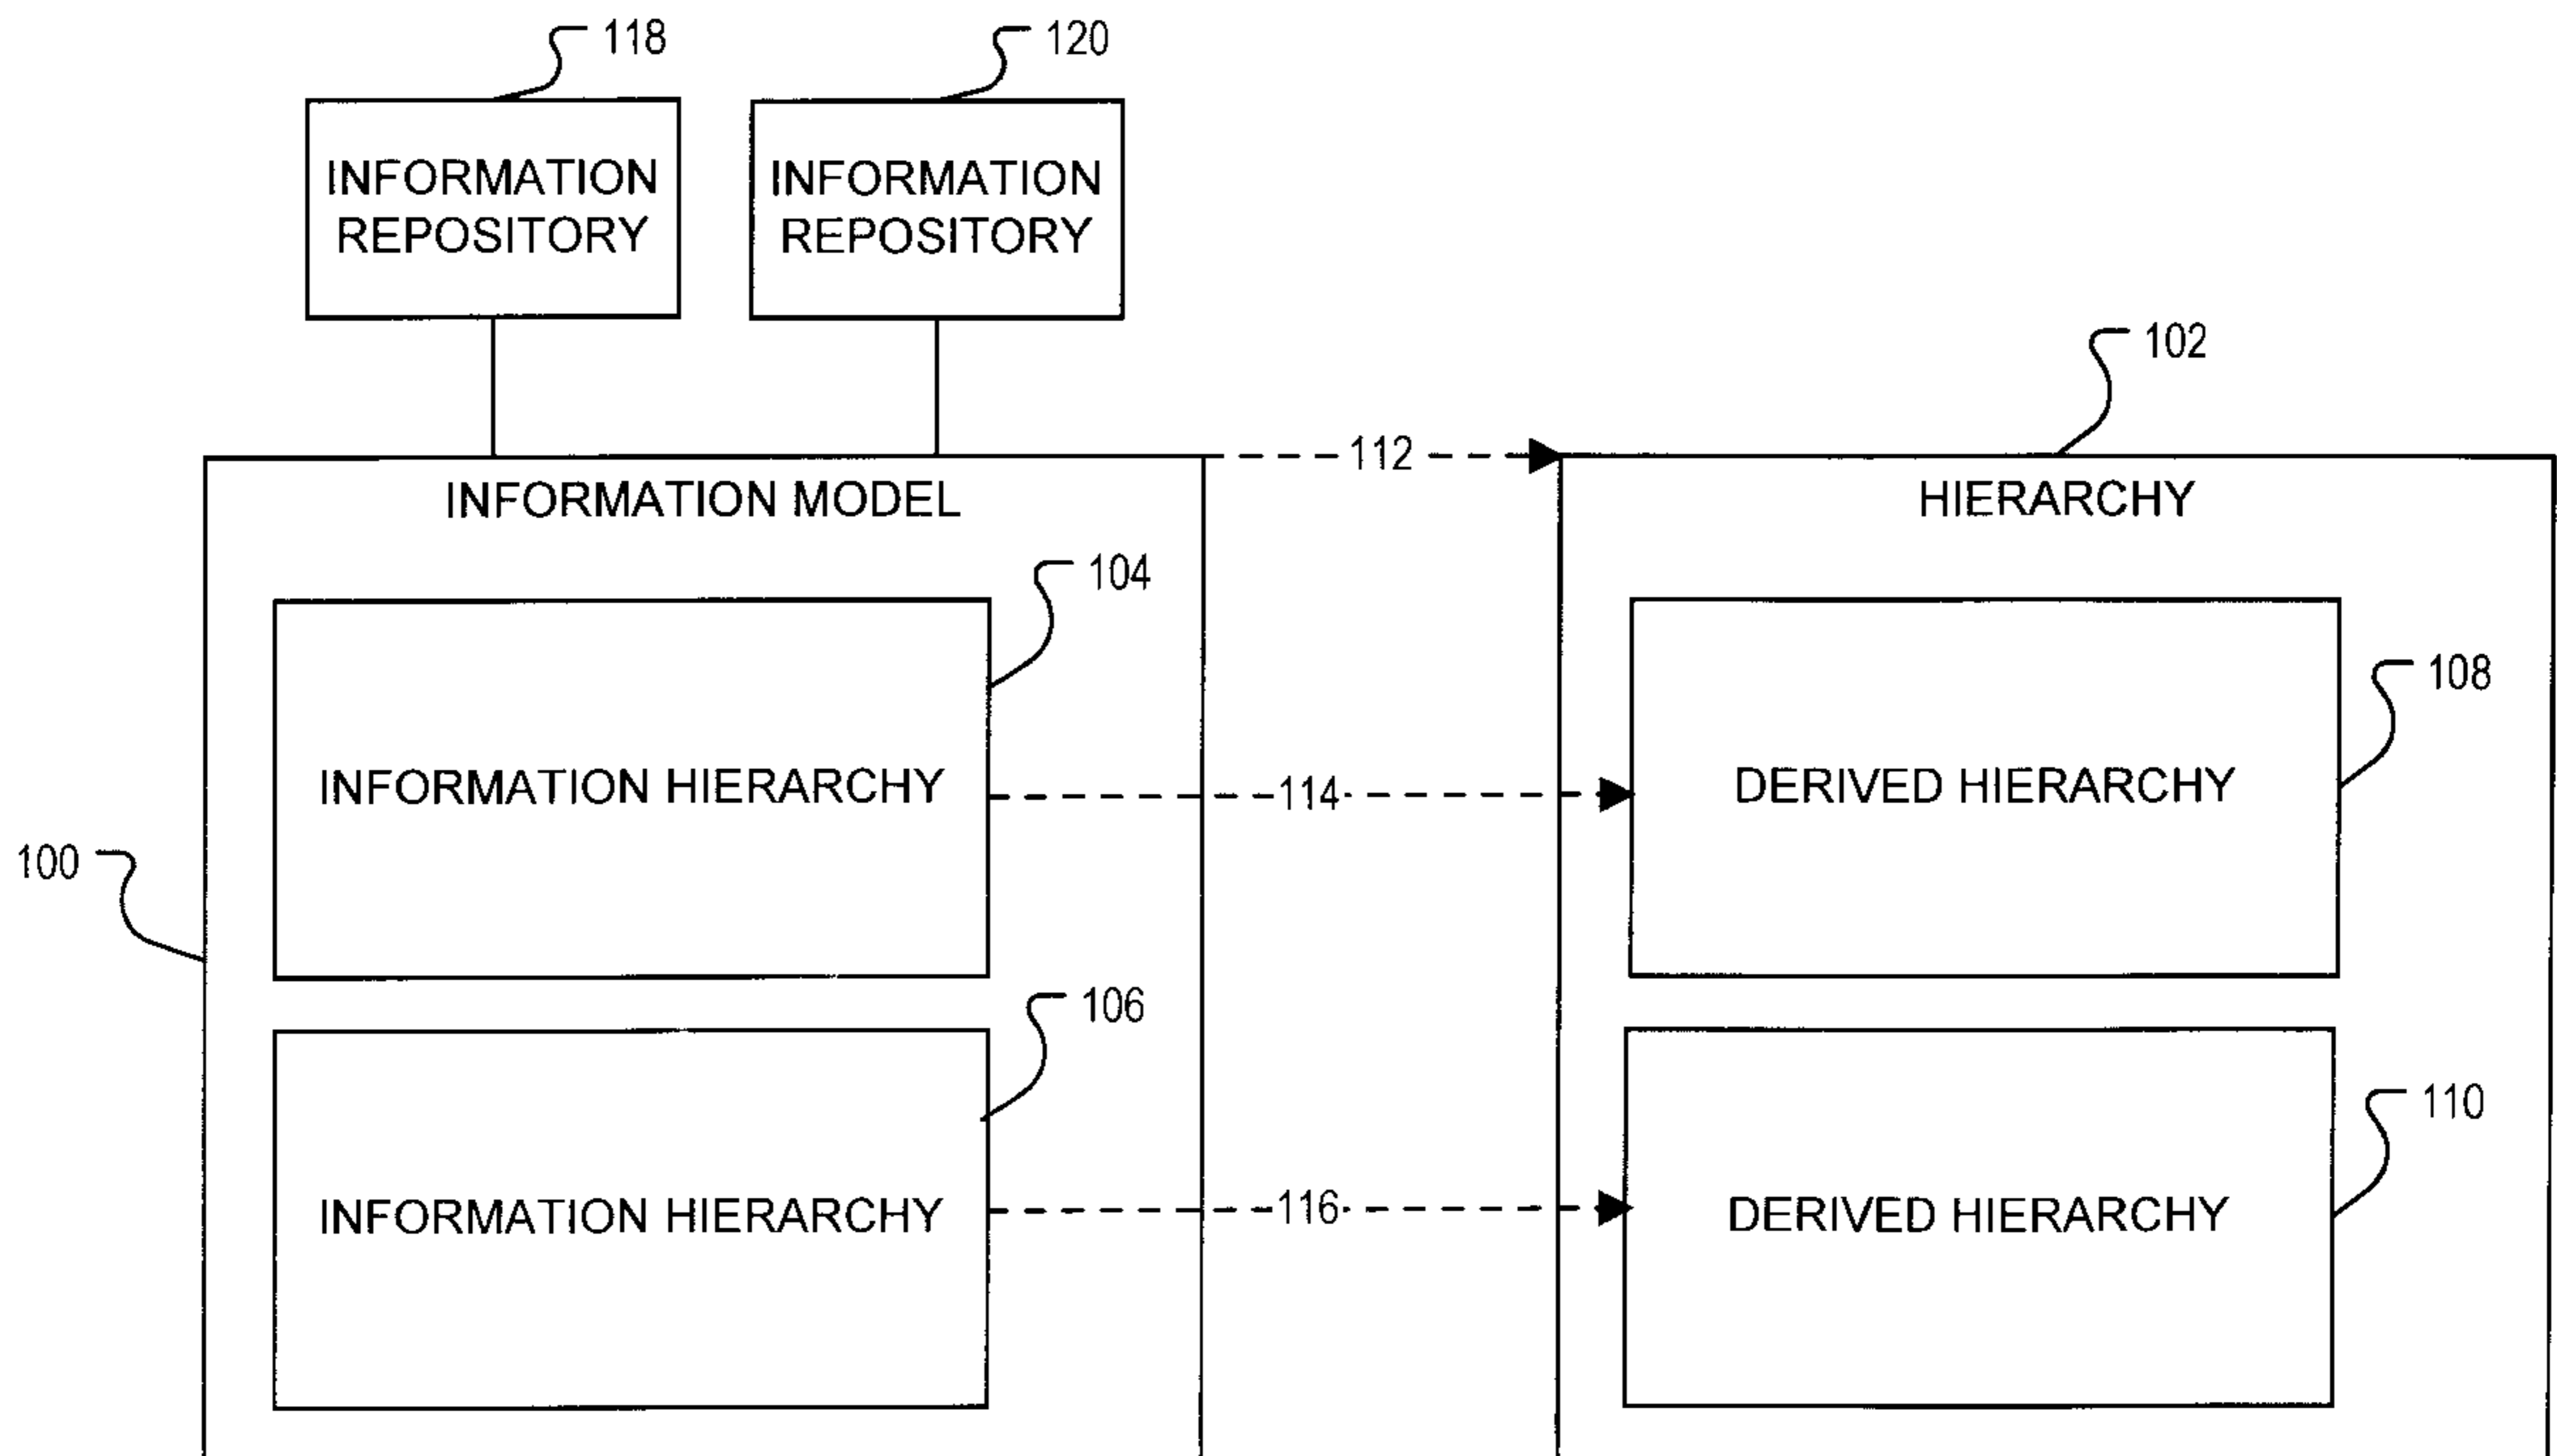 118
120
INFORMATION
REPOSITORY
INFORMATION
REPOSITORY
102
112
INFORMATION MODEL
HIERARCHY
104
108
INFORMATION HIERARCHY
114
DERIVED HIERARCHY
100
106
110
INFORMATION HIERARCHY
116
DERIVED HIERARCHY